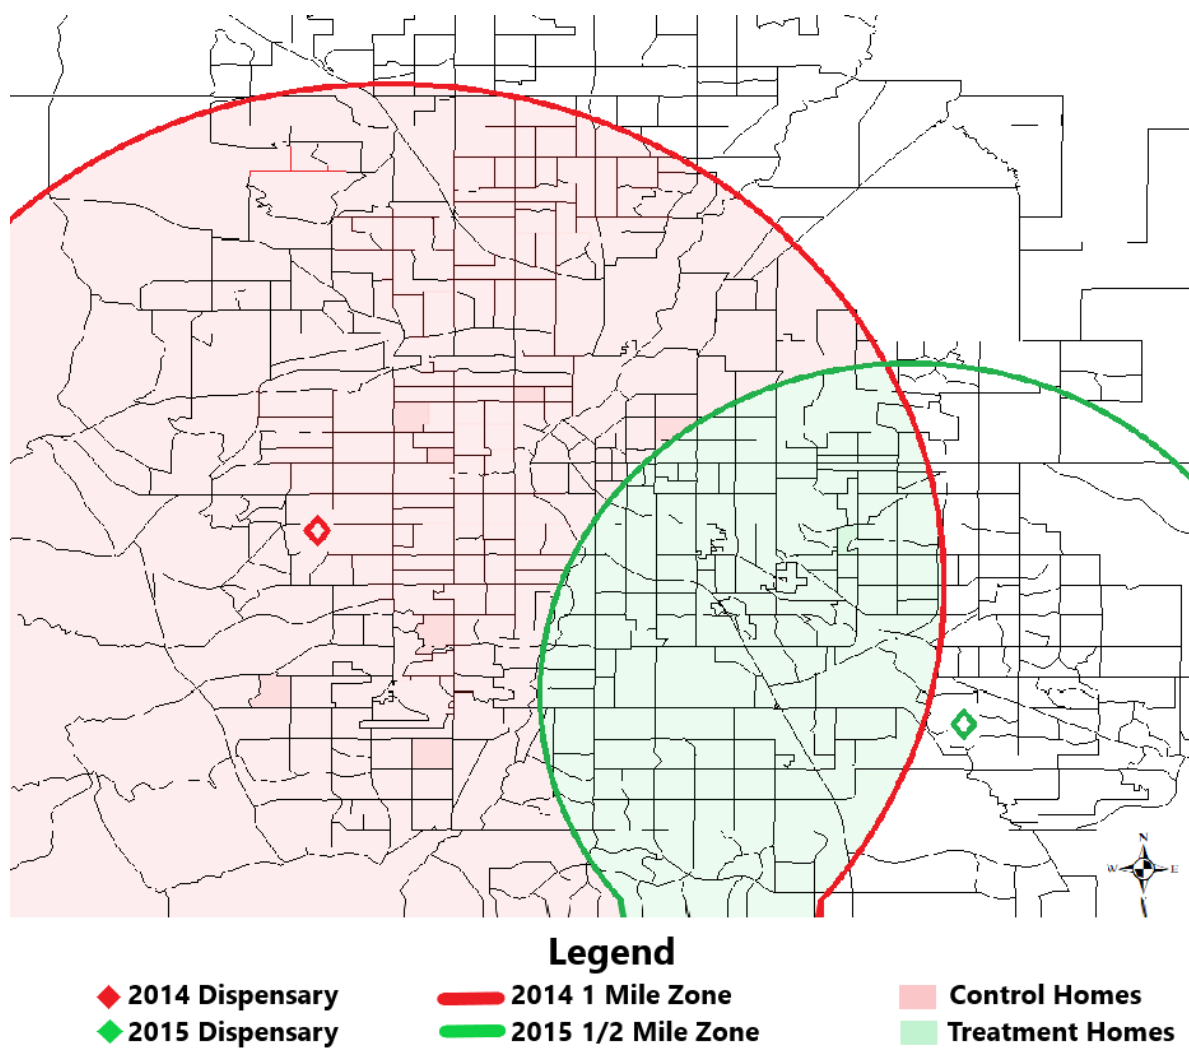 N
W E
Legend
2014 Dispensary 2014 1 Mile Zone Control Homes
2015 Dispensary 2015 1/2 Mile Zone Treatment Homes